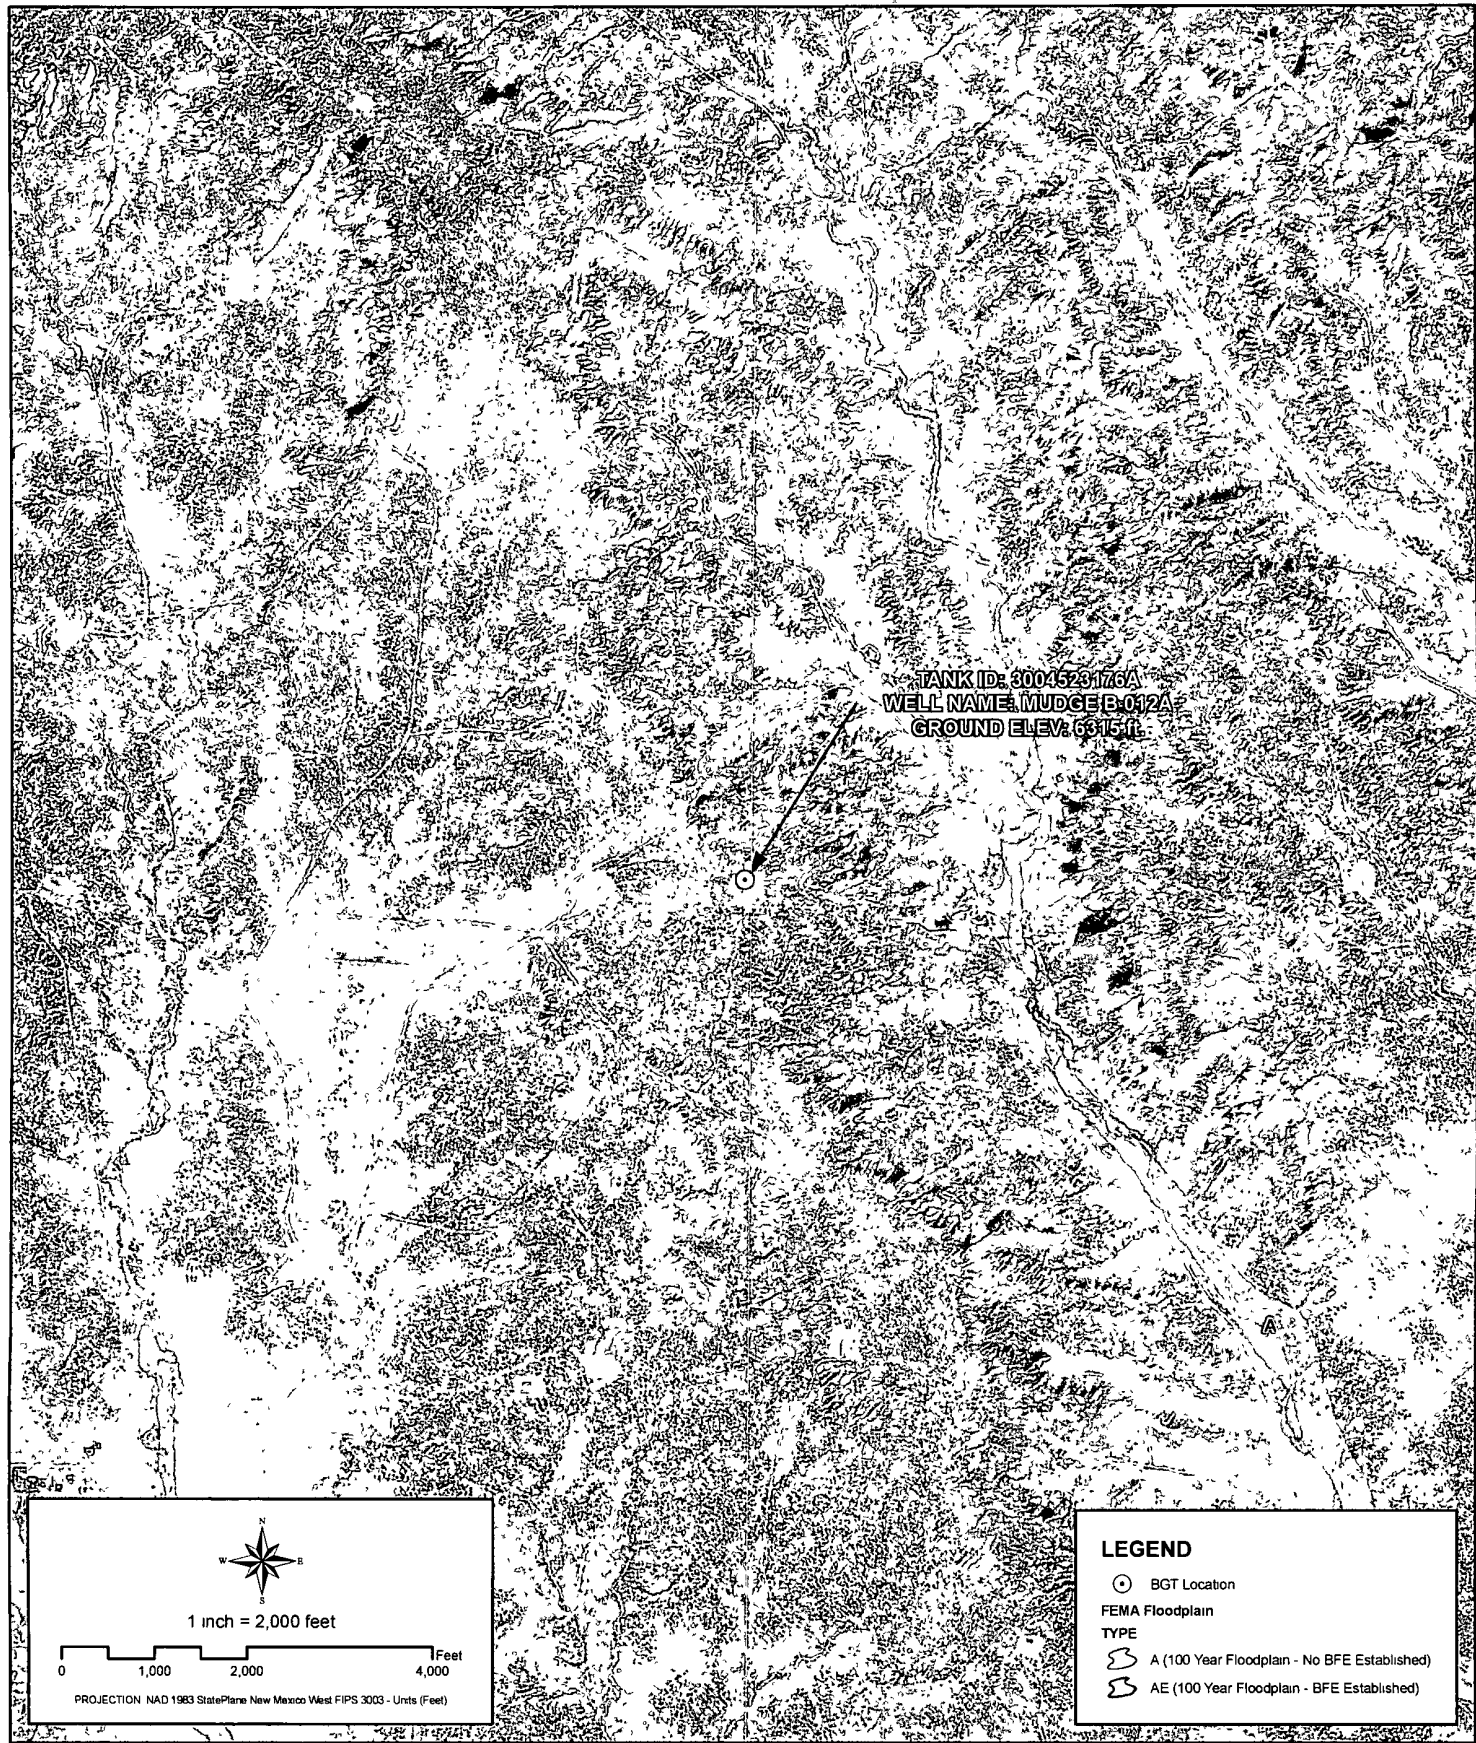 TANK ID: 3004523176A
WELL NAME: MUDGE B 012A
GROUND ELEV: 6315 ft.
A
N
W E
S
1 inch = 2,000 feet
0 1,000 2,000 4,000 Feet
PROJECTION NAD 1983 StatePlane New Mexico West FIPS 3003 - Units (Feet)
LEGEND
BGT Location
FEMA Floodplain
TYPE
A (100 Year Floodplain - No BFE Established)
AE (100 Year Floodplain - BFE Established)